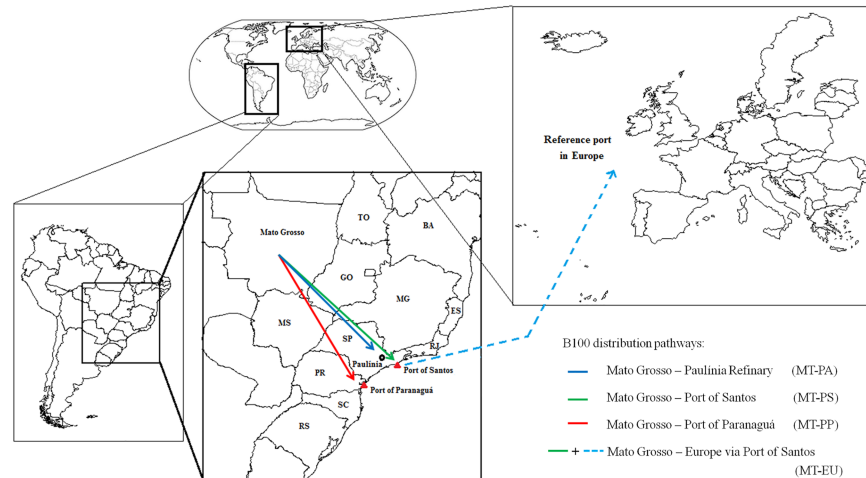 Reference port
in Europe
TO
BA
Mato Grosso
GO
MG
ES
MS
SP
RJ
Paulínia
Port of Santos
PR
Port of Paranaguá
SC
RS
B100 distribution pathways:
Mato Grosso – Paulínia Refinary (MT-PA)
Mato Grosso – Port of Santos (MT-PS)
Mato Grosso – Port of Paranaguá (MT-PP)
+ Mato Grosso – Europe via Port of Santos
(MT-EU)